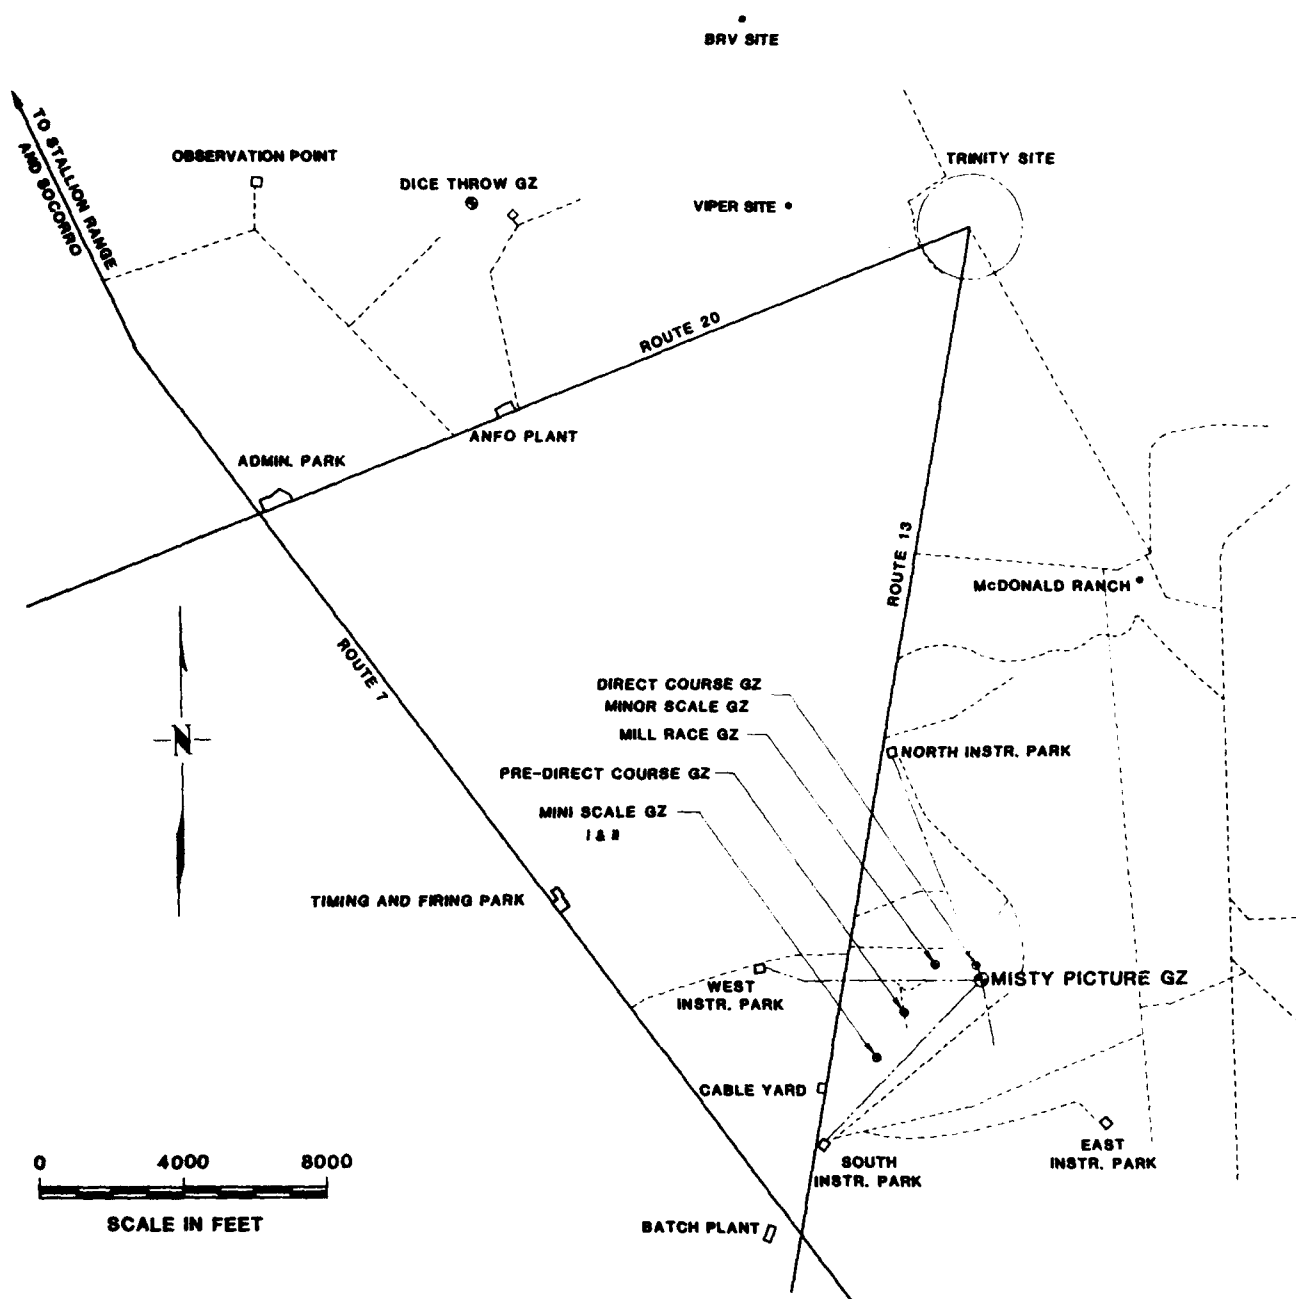 BRV SITE
TO STALLION RANGE
AND SOCORRO
OBSERVATION POINT
DICE THROW GZ
TRINITY SITE
VIPER SITE
ROUTE 20
ANFO PLANT
ADMIN. PARK
ROUTE 13
McDONALD RANCH
ROUTE 7
N
DIRECT COURSE GZ
MINOR SCALE GZ
MILL RACE GZ
NORTH INSTR. PARK
PRE-DIRECT COURSE GZ
MINI SCALE GZ
I & II
TIMING AND FIRING PARK
WEST
INSTR. PARK
MISTY PICTURE GZ
CABLE YARD
SOUTH
INSTR. PARK
EAST
INSTR. PARK
0 4000 8000
SCALE IN FEET
BATCH PLANT